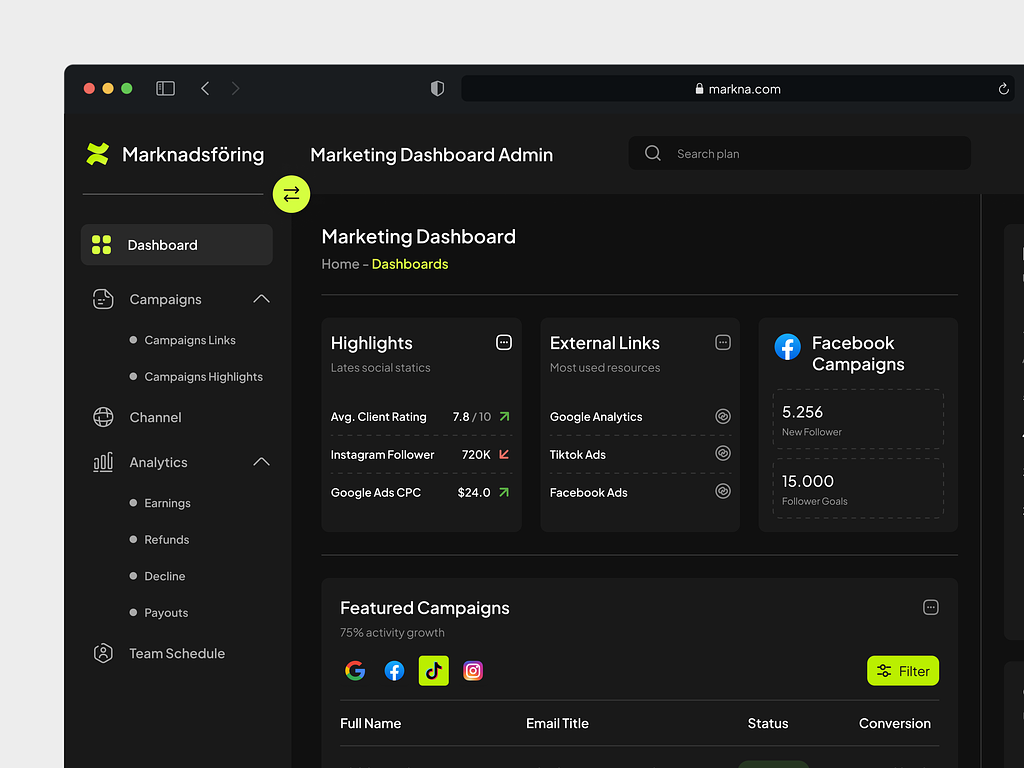 markna.com
Marknadsföring
Marketing Dashboard Admin
Search plan
Dashboard
Campaigns
Campaigns Links
Campaigns Highlights
Channel
Analytics
Earnings
Refunds
Decline
Payouts
Team Schedule
Marketing Dashboard
Home - Dashboards
Highlights
Lates social statics
Avg. Client Rating 7.8 / 10
Instagram Follower 720K
Google Ads CPC $24.0
External Links
Most used resources
Google Analytics
Tiktok Ads
Facebook Ads
Facebook
Campaigns
5.256
New Follower
15.000
Follower Goals
Featured Campaigns
75% activity growth
Filter
Full Name Email Title Status Conversion